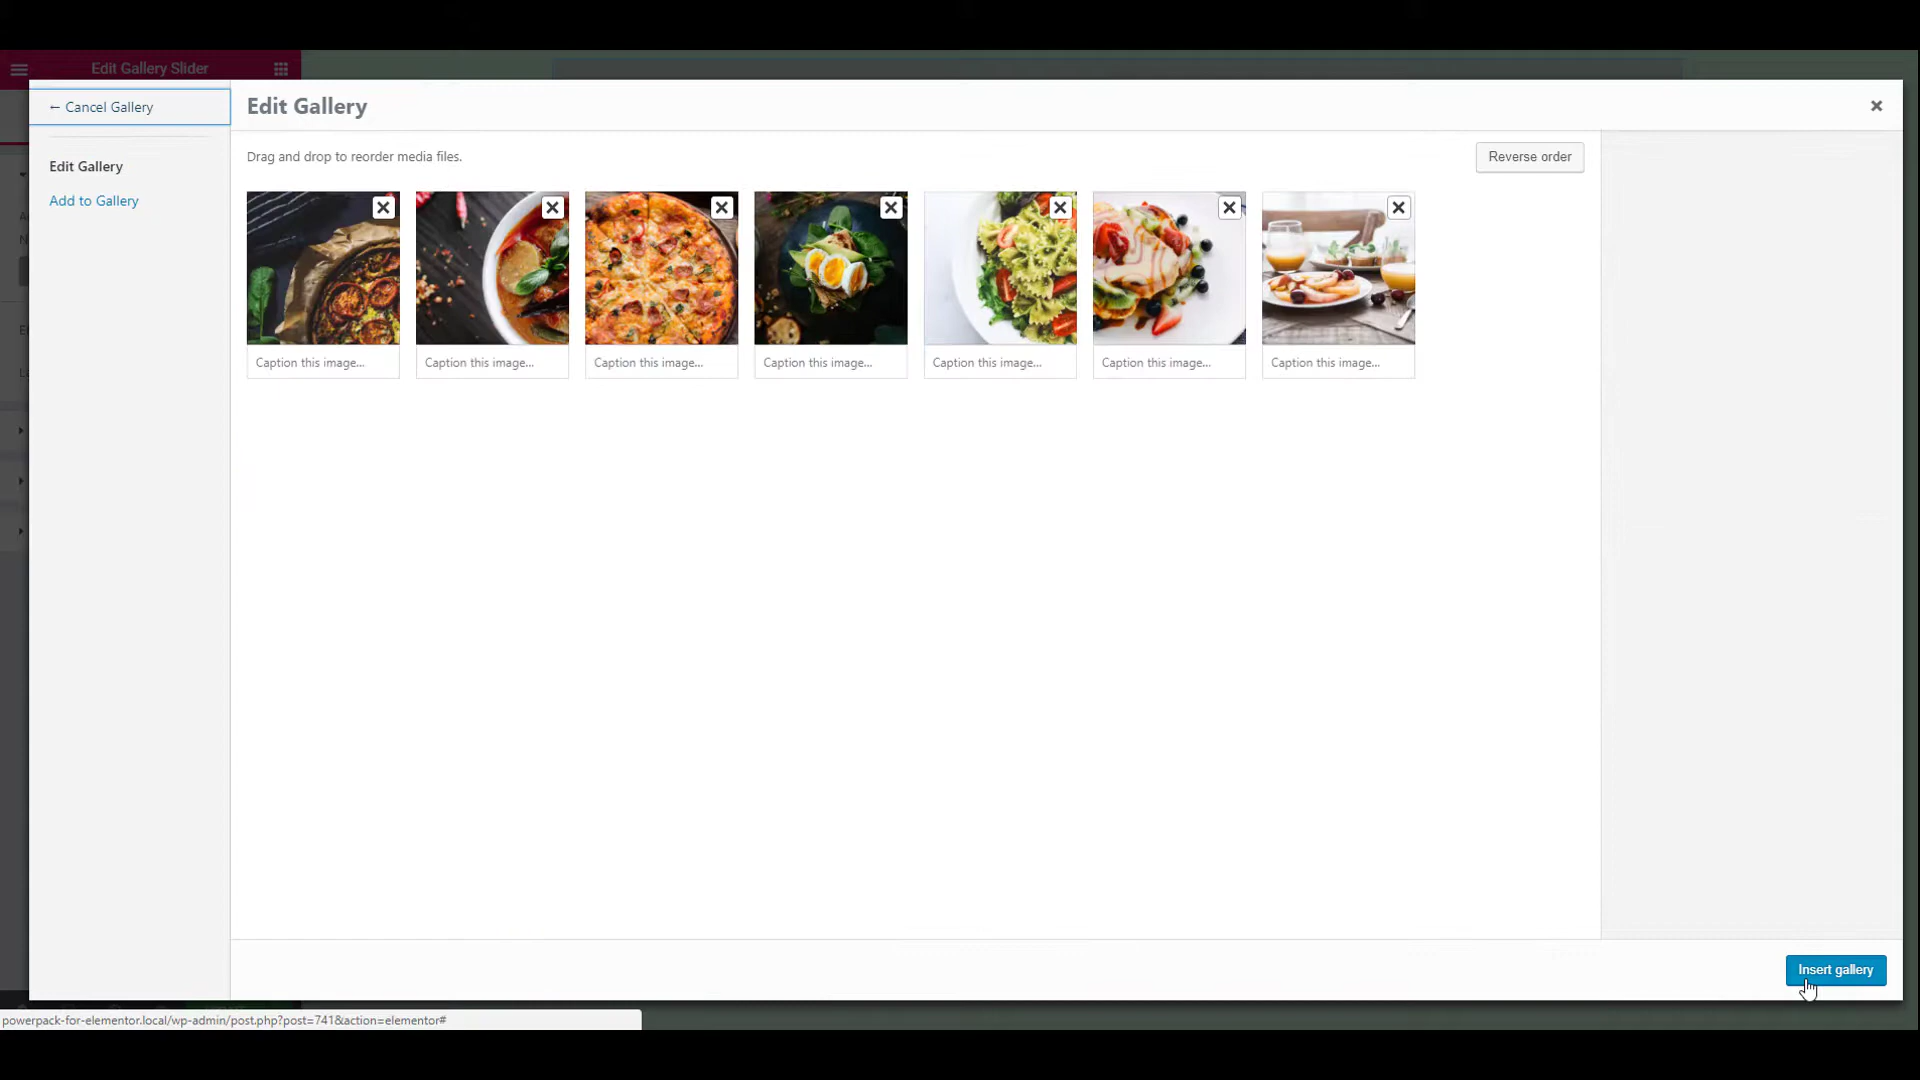 Edit Gallery Slider
← Cancel Gallery
Edit Gallery
Add to Gallery
Edit Gallery
Drag and drop to reorder media files.
Reverse order
Caption this image...
Caption this image...
Caption this image...
Caption this image...
Caption this image...
Caption this image...
Caption this image...
Insert gallery
powerpack-for-elementor.local/wp-admin/post.php?post=741&action=elementor#